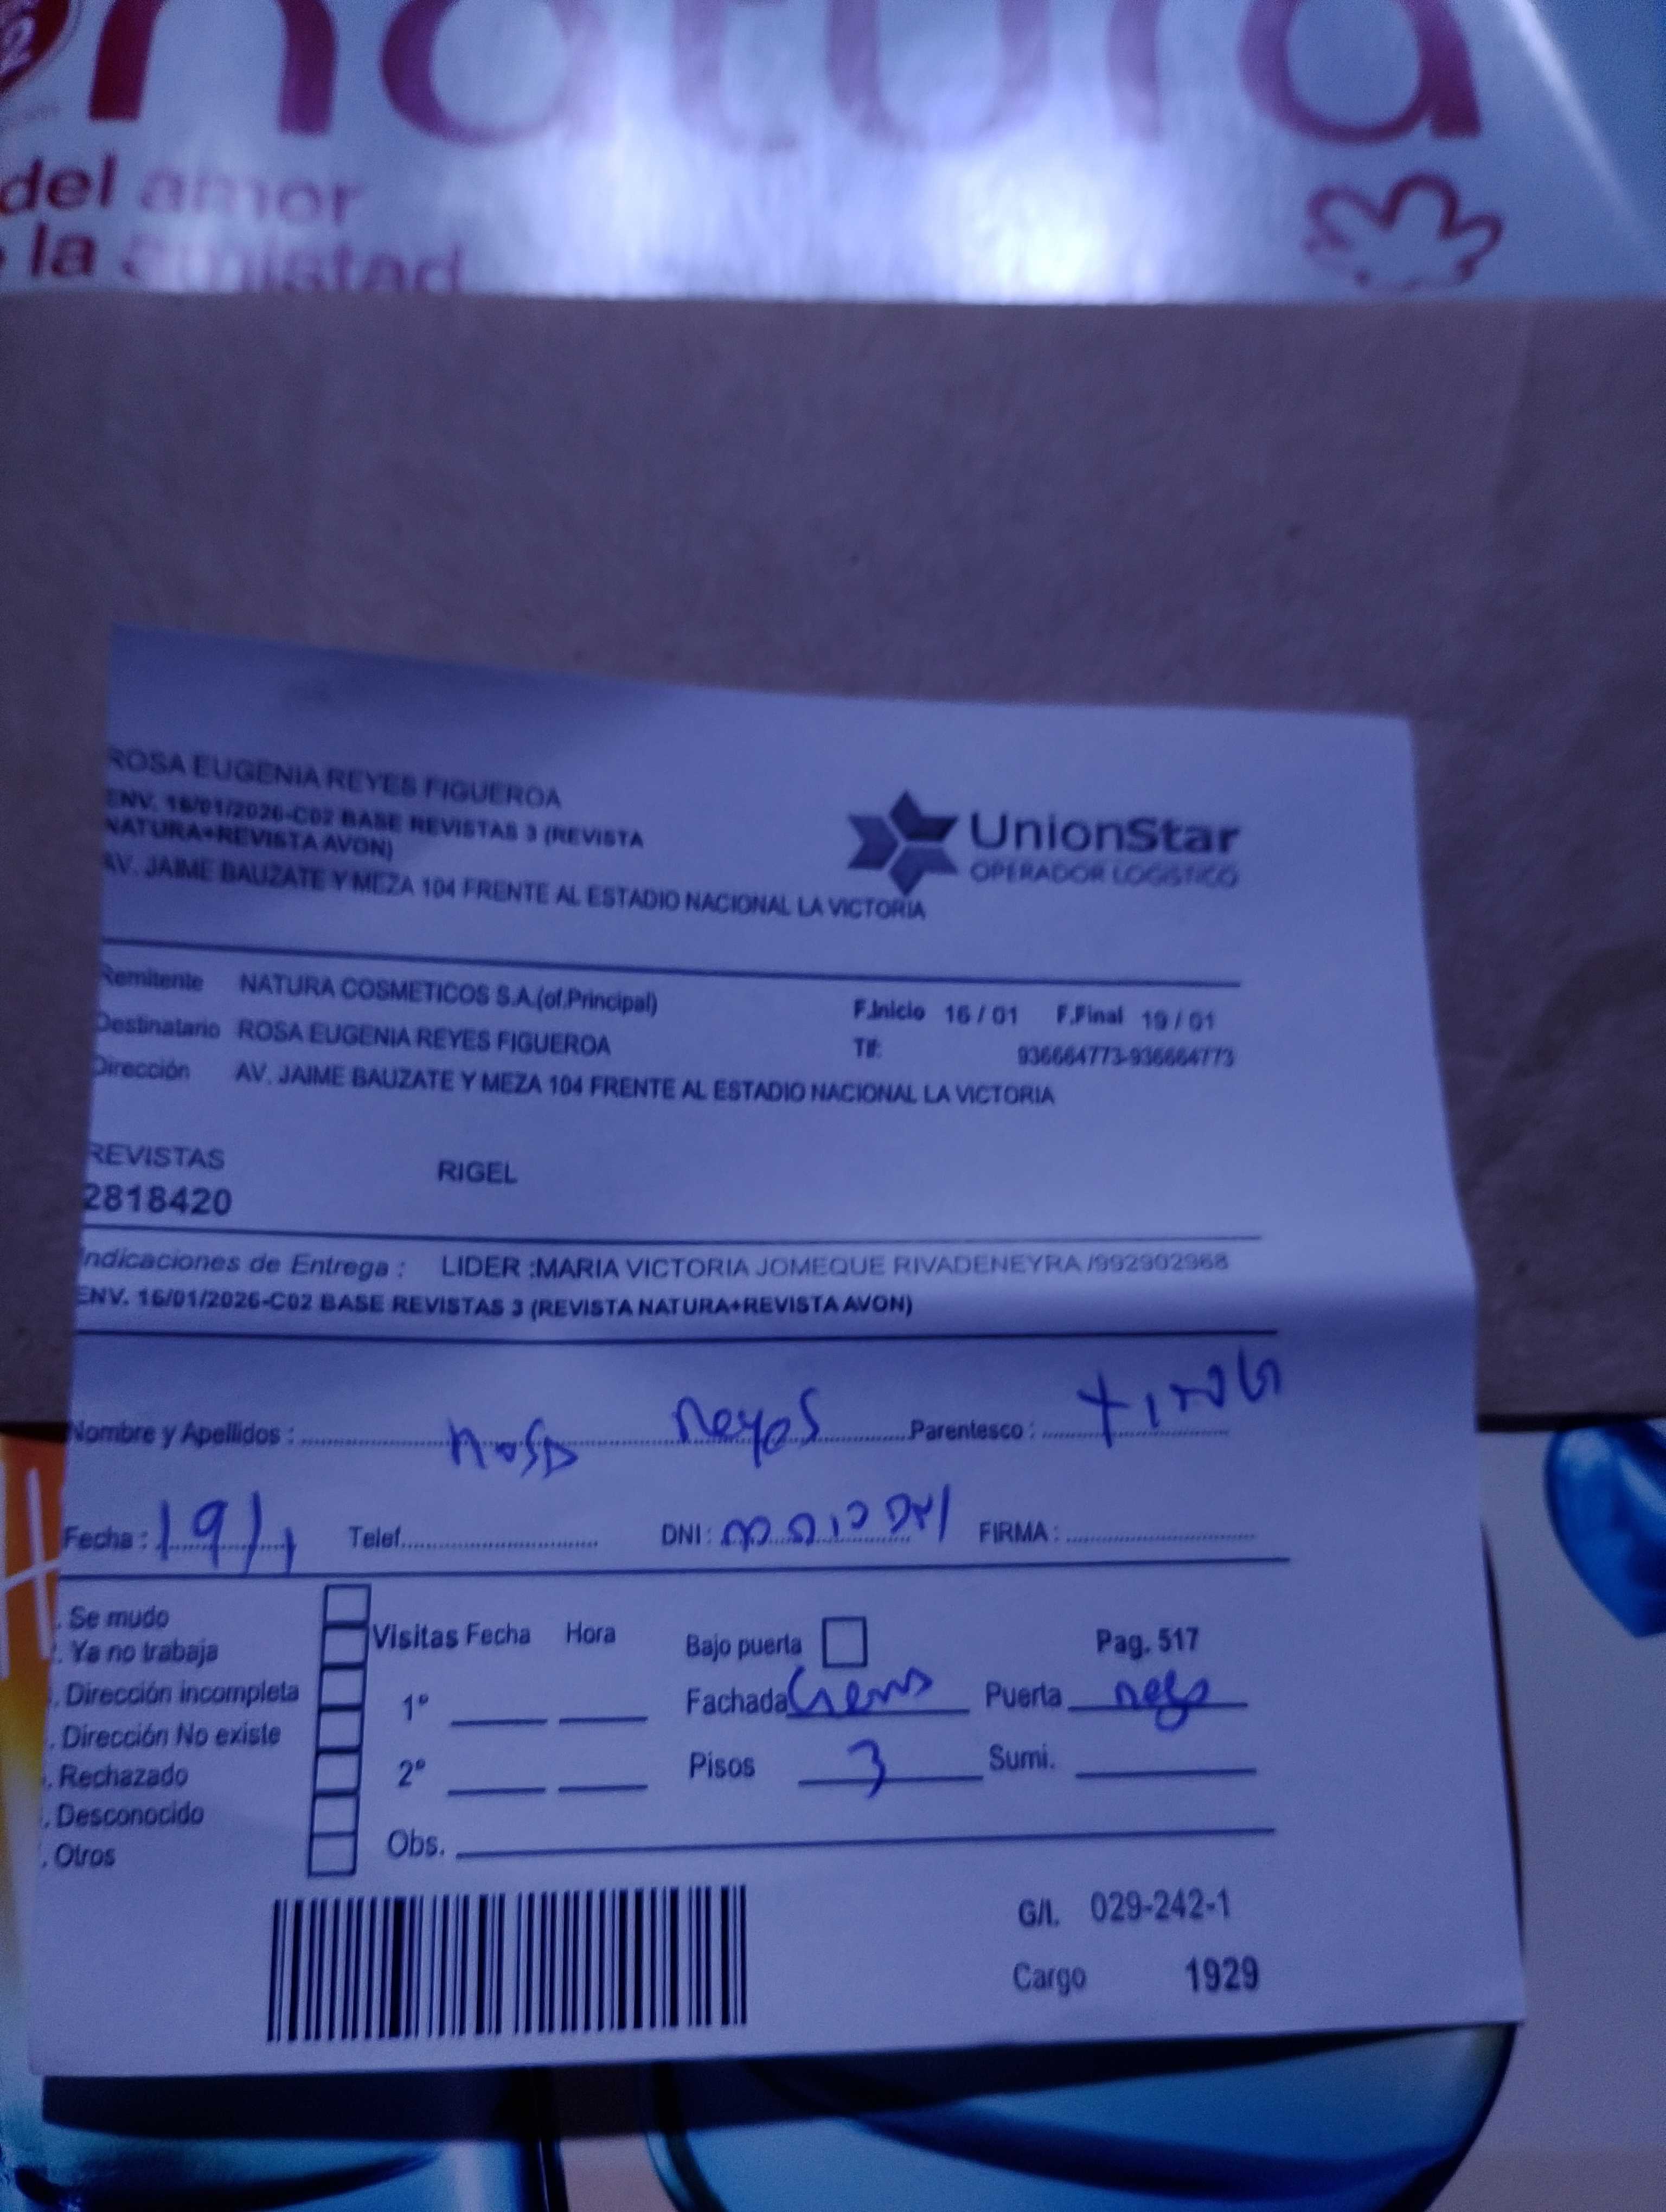 natura
del amor
la amistad
ROSA EUGENIA REYES FIGUEROA
ENV. 16/01/2026-C02 BASE REVISTAS 3 (REVISTA
NATURA+REVISTA AVON)
AV. JAIME BAUZATE Y MEZA 104 FRENTE AL ESTADIO NACIONAL LA VICTORIA
UnionStar
OPERADOR LOGISTICO
Remitente NATURA COSMETICOS S.A.(of.Principal)
F.Inicio 16 / 01 F.Final 19 / 01
Destinatario ROSA EUGENIA REYES FIGUEROA
Tlf: 936664773-936664773
Dirección AV. JAIME BAUZATE Y MEZA 104 FRENTE AL ESTADIO NACIONAL LA VICTORIA
REVISTAS RIGEL
2818420
Indicaciones de Entrega : LIDER :MARIA VICTORIA JOMEQUE RIVADENEYRA /992902968
ENV. 16/01/2026-C02 BASE REVISTAS 3 (REVISTA NATURA+REVISTA AVON)
Nombre y Apellidos : Rosa Reyes Parentesco :
Fecha : 19/1 Telef. DNI : FIRMA :
. Se mudo
. Ya no trabaja
. Dirección incompleta
. Dirección No existe
. Rechazado
. Desconocido
. Otros
Visitas Fecha Hora
1°
2°
Obs.
Bajo puerta Pag. 517
Fachada Crema Puerta negro
Pisos 3 Sumi.
G/I. 029-242-1
Cargo 1929